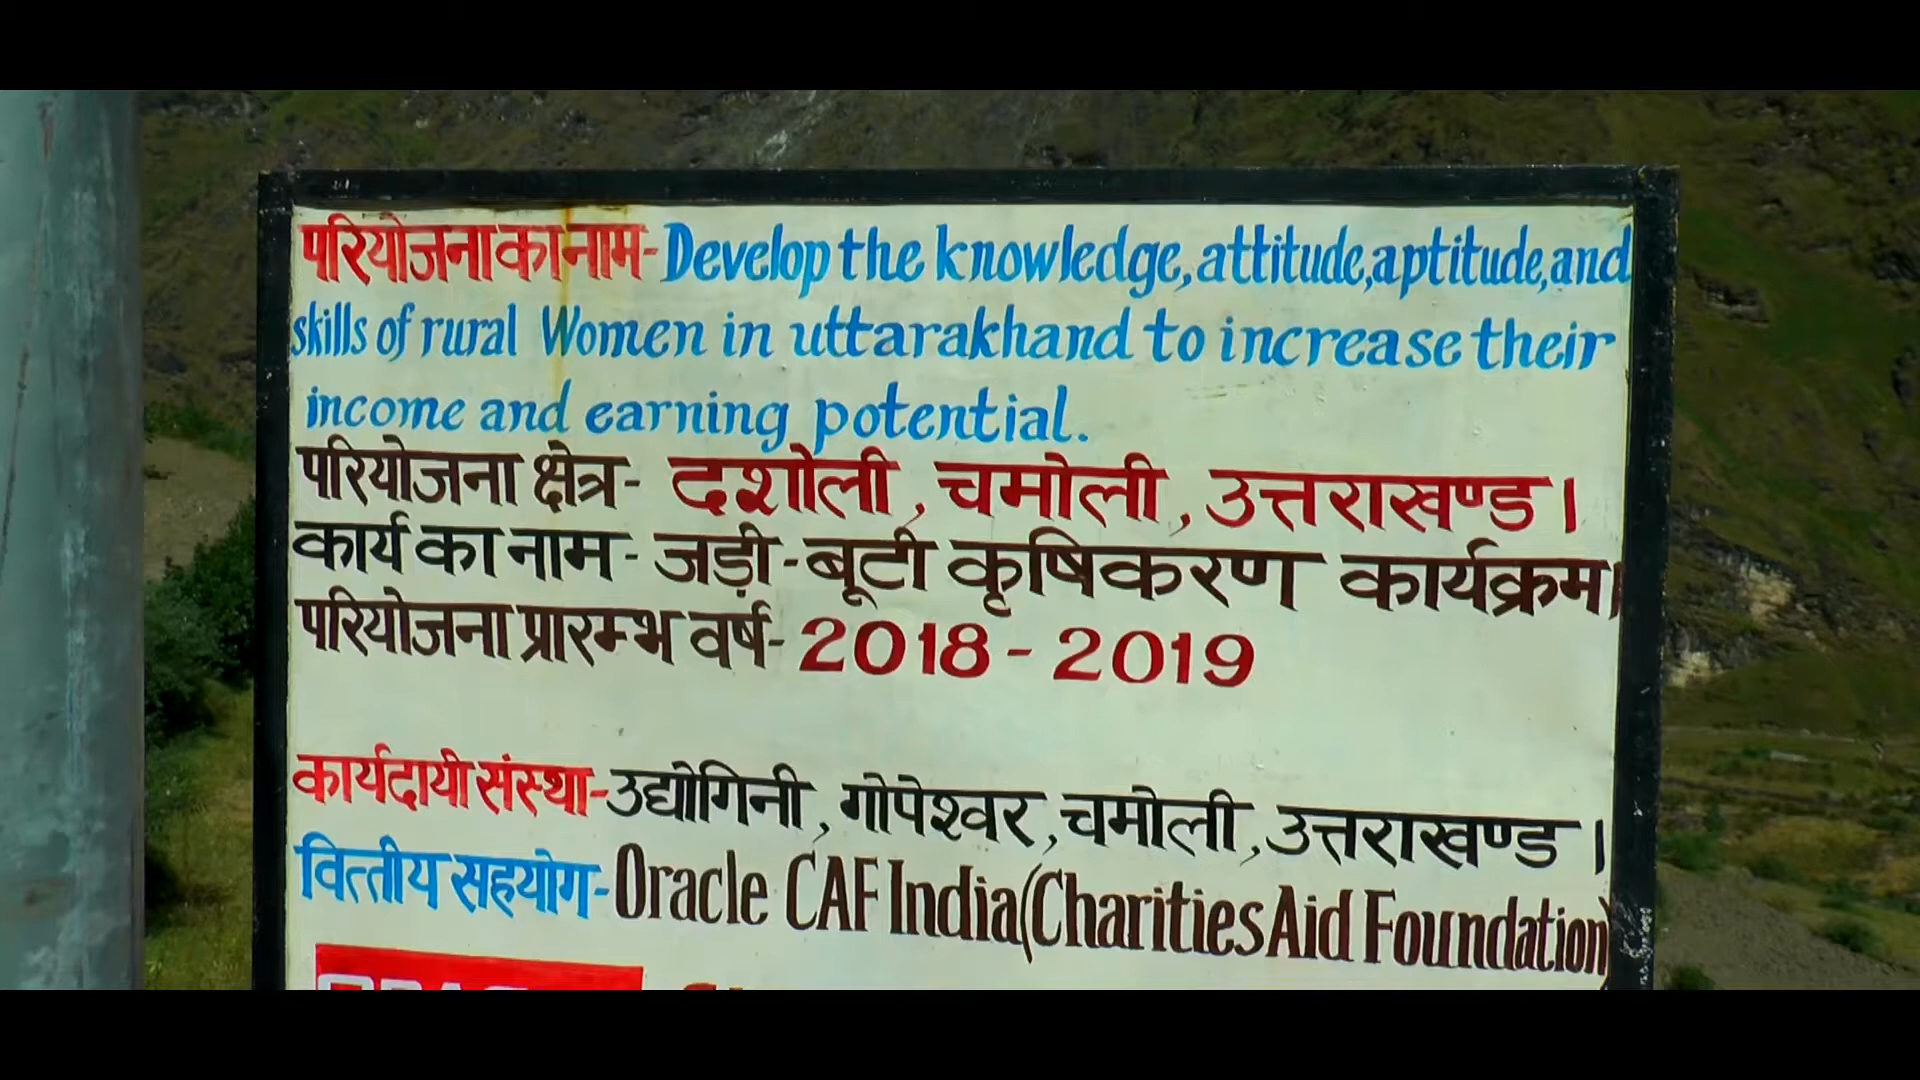 परियोजना का नाम- Develop the knowledge, attitude, aptitude, and
skills of rural Women in uttarakhand to increase their
income and earning potential.
परियोजना क्षेत्र- दशोली, चमोली, उत्तराखण्ड।
कार्य का नाम- जड़ी-बूटी कृषिकरण कार्यक्रम।
परियोजना प्रारम्भ वर्ष- 2018 - 2019
कार्यदायी संस्था- उद्योगिनी, गोपेश्वर, चमोली, उत्तराखण्ड।
वित्तीय सहयोग- Oracle CAF India (Charities Aid Foundation)